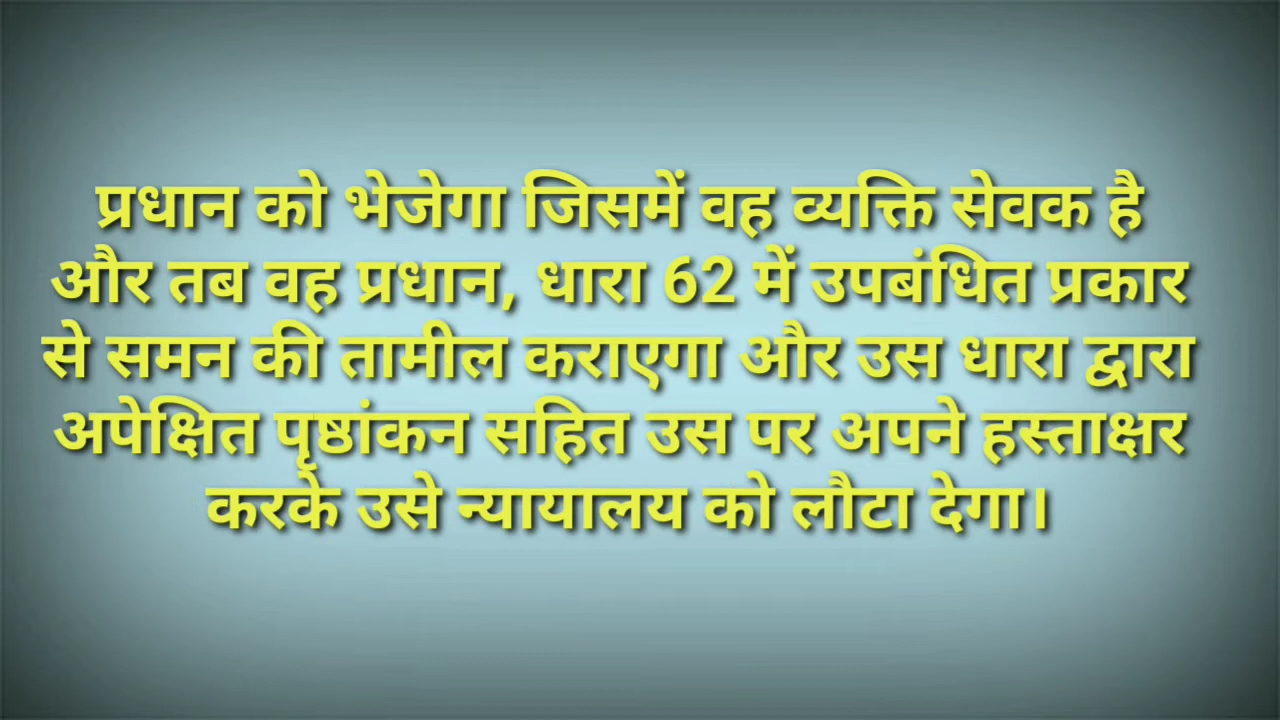 प्रधान को भेजेगा जिसमें वह व्यक्ति सेवक है
और तब वह प्रधान, धारा 62 में उपबंधित प्रकार
से समन की तामील कराएगा और उस धारा द्वारा
अपेक्षित पृष्ठांकन सहित उस पर अपने हस्ताक्षर
करके उसे न्यायालय को लौटा देगा।